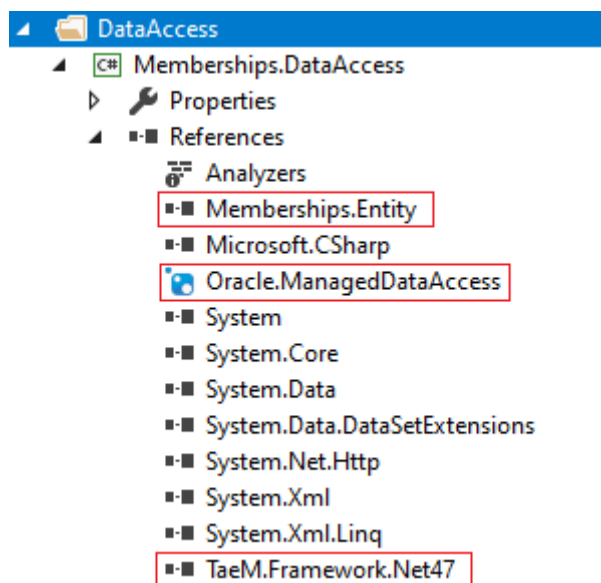 DataAccess
C# Memberships.DataAccess
Properties
References
Analyzers
Memberships.Entity
Microsoft.CSharp
Oracle.ManagedDataAccess
System
System.Core
System.Data
System.Data.DataSetExtensions
System.Net.Http
System.Xml
System.Xml.Linq
TaeM.Framework.Net47